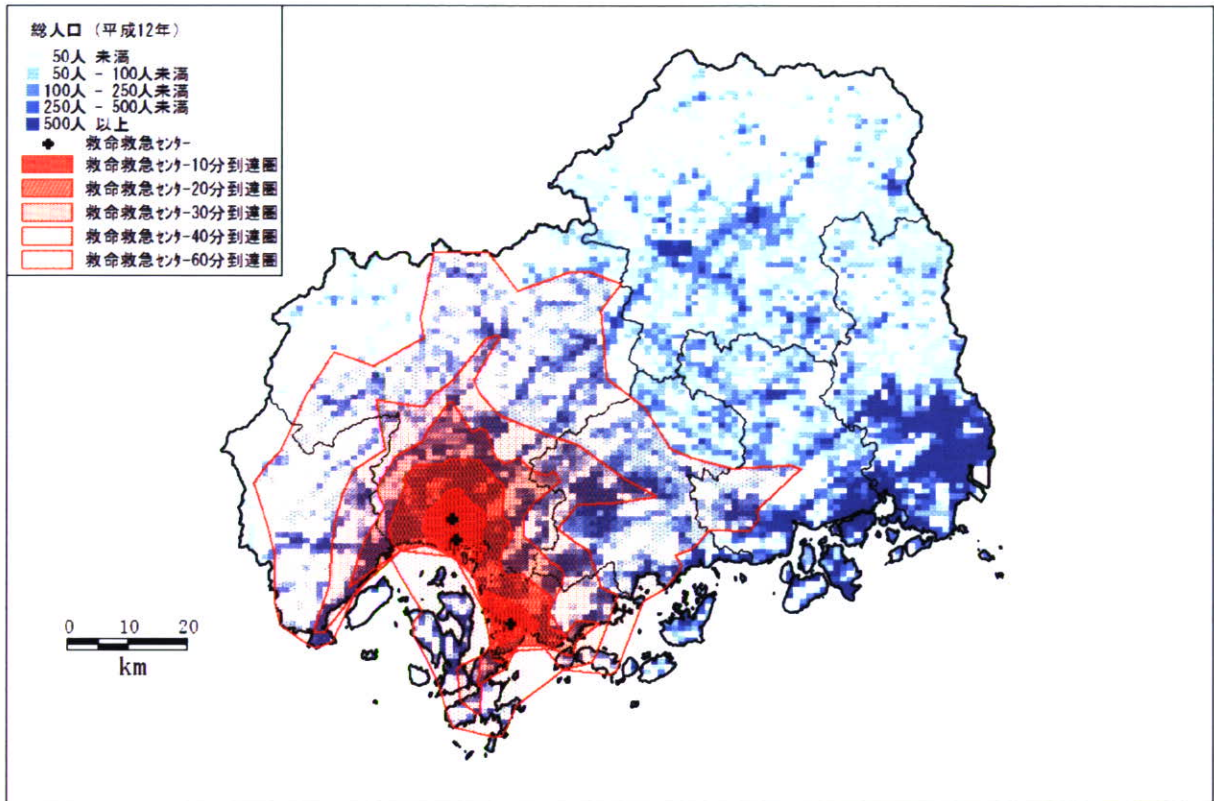 総人口 (平成12年)
50人 未満
50人 - 100人未満
100人 - 250人未満
250人 - 500人未満
500人 以上
救命救急センター
救命救急センター10分到達圏
救命救急センター20分到達圏
救命救急センター30分到達圏
救命救急センター40分到達圏
救命救急センター60分到達圏
0 10 20
km